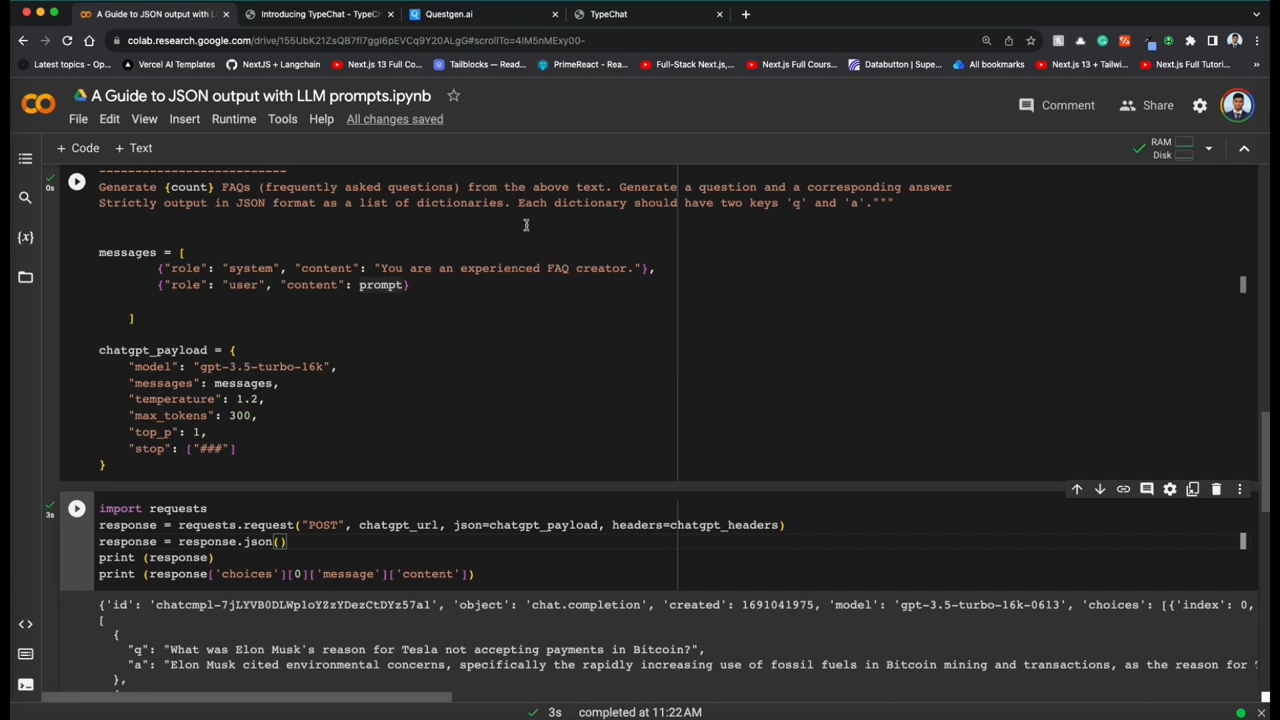 A Guide to JSON output with LL
Introducing TypeChat - TypeCh
Questgen.ai
TypeChat
colab.research.google.com/drive/155UbK21ZsQB7fI7ggI6pEVCq9Y20ALgG#scrollTo=4lM5nMExy00-
Latest topics - Op...
Vercel AI Templates
NextJS + Langchain
Next.js 13 Full Co...
Tailblocks — Read...
PrimeReact - Rea...
Full-Stack Next.js,...
Next.js Full Cours...
Databutton | Supe...
All bookmarks
Next.js 13 + Tailwi...
Next.js Full Tutori...
»
A Guide to JSON output with LLM prompts.ipynb
Comment
Share
File Edit View Insert Runtime Tools Help All changes saved
+ Code + Text
RAM
Disk
0s
---------------------------
Generate {count} FAQs (frequently asked questions) from the above text. Generate a question and a corresponding answer
Strictly output in JSON format as a list of dictionaries. Each dictionary should have two keys 'q' and 'a'."""
messages = [
{"role": "system", "content": "You are an experienced FAQ creator."},
{"role": "user", "content": prompt}
]
chatgpt_payload = {
"model": "gpt-3.5-turbo-16k",
"messages": messages,
"temperature": 1.2,
"max_tokens": 300,
"top_p": 1,
"stop": ["###"]
}
3s
import requests
response = requests.request("POST", chatgpt_url, json=chatgpt_payload, headers=chatgpt_headers)
response = response.json()
print (response)
print (response['choices'][0]['message']['content'])
{'id': 'chatcmpl-7jLYVB0DLWp1oYZzYDezCtDYz57a1', 'object': 'chat.completion', 'created': 1691041975, 'model': 'gpt-3.5-turbo-16k-0613', 'choices': [{'index': 0,
[
{
"q": "What was Elon Musk's reason for Tesla not accepting payments in Bitcoin?",
"a": "Elon Musk cited environmental concerns, specifically the rapidly increasing use of fossil fuels in Bitcoin mining and transactions, as the reason for
},
3s completed at 11:22 AM